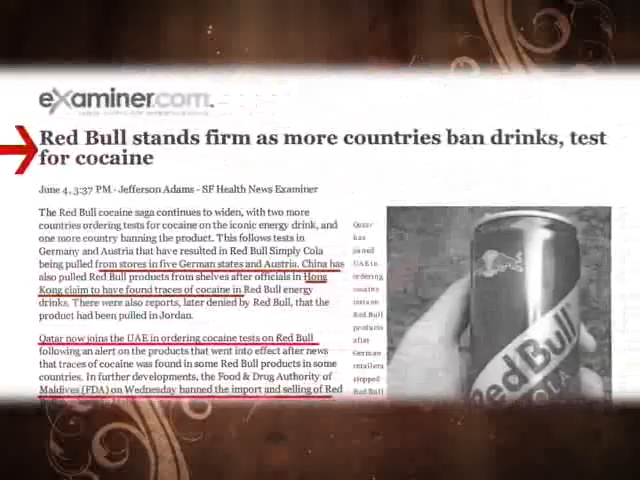 examiner.com
Red Bull stands firm as more countries ban drinks, test
for cocaine
June 4, 3:37 PM · Jefferson Adams · SF Health News Examiner
The Red Bull cocaine saga continues to widen, with two more
countries ordering tests for cocaine on the iconic energy drink, and
one more country banning the product. This follows tests in
Germany and Austria that have resulted in Red Bull Simply Cola
being pulled from stores in five German states and Austria. China has
also pulled Red Bull products from shelves after officials in Hong
Kong claim to have found traces of cocaine in Red Bull energy
drinks. There were also reports, later denied by Red Bull, that the
product had been pulled in Jordan.
Qatar now joins the UAE in ordering cocaine tests on Red Bull
following an alert on the products that went into effect after news
that traces of cocaine was found in some Red Bull products in some
countries. In further developments, the Food & Drug Authority of
Maldives (FDA) on Wednesday banned the import and selling of Red
Qatar
has
joined
UAE in
ordering
cocaine
tests on
Red Bull
products
after
German
retailers
stopped
Red Bull
Red Bull
COLA